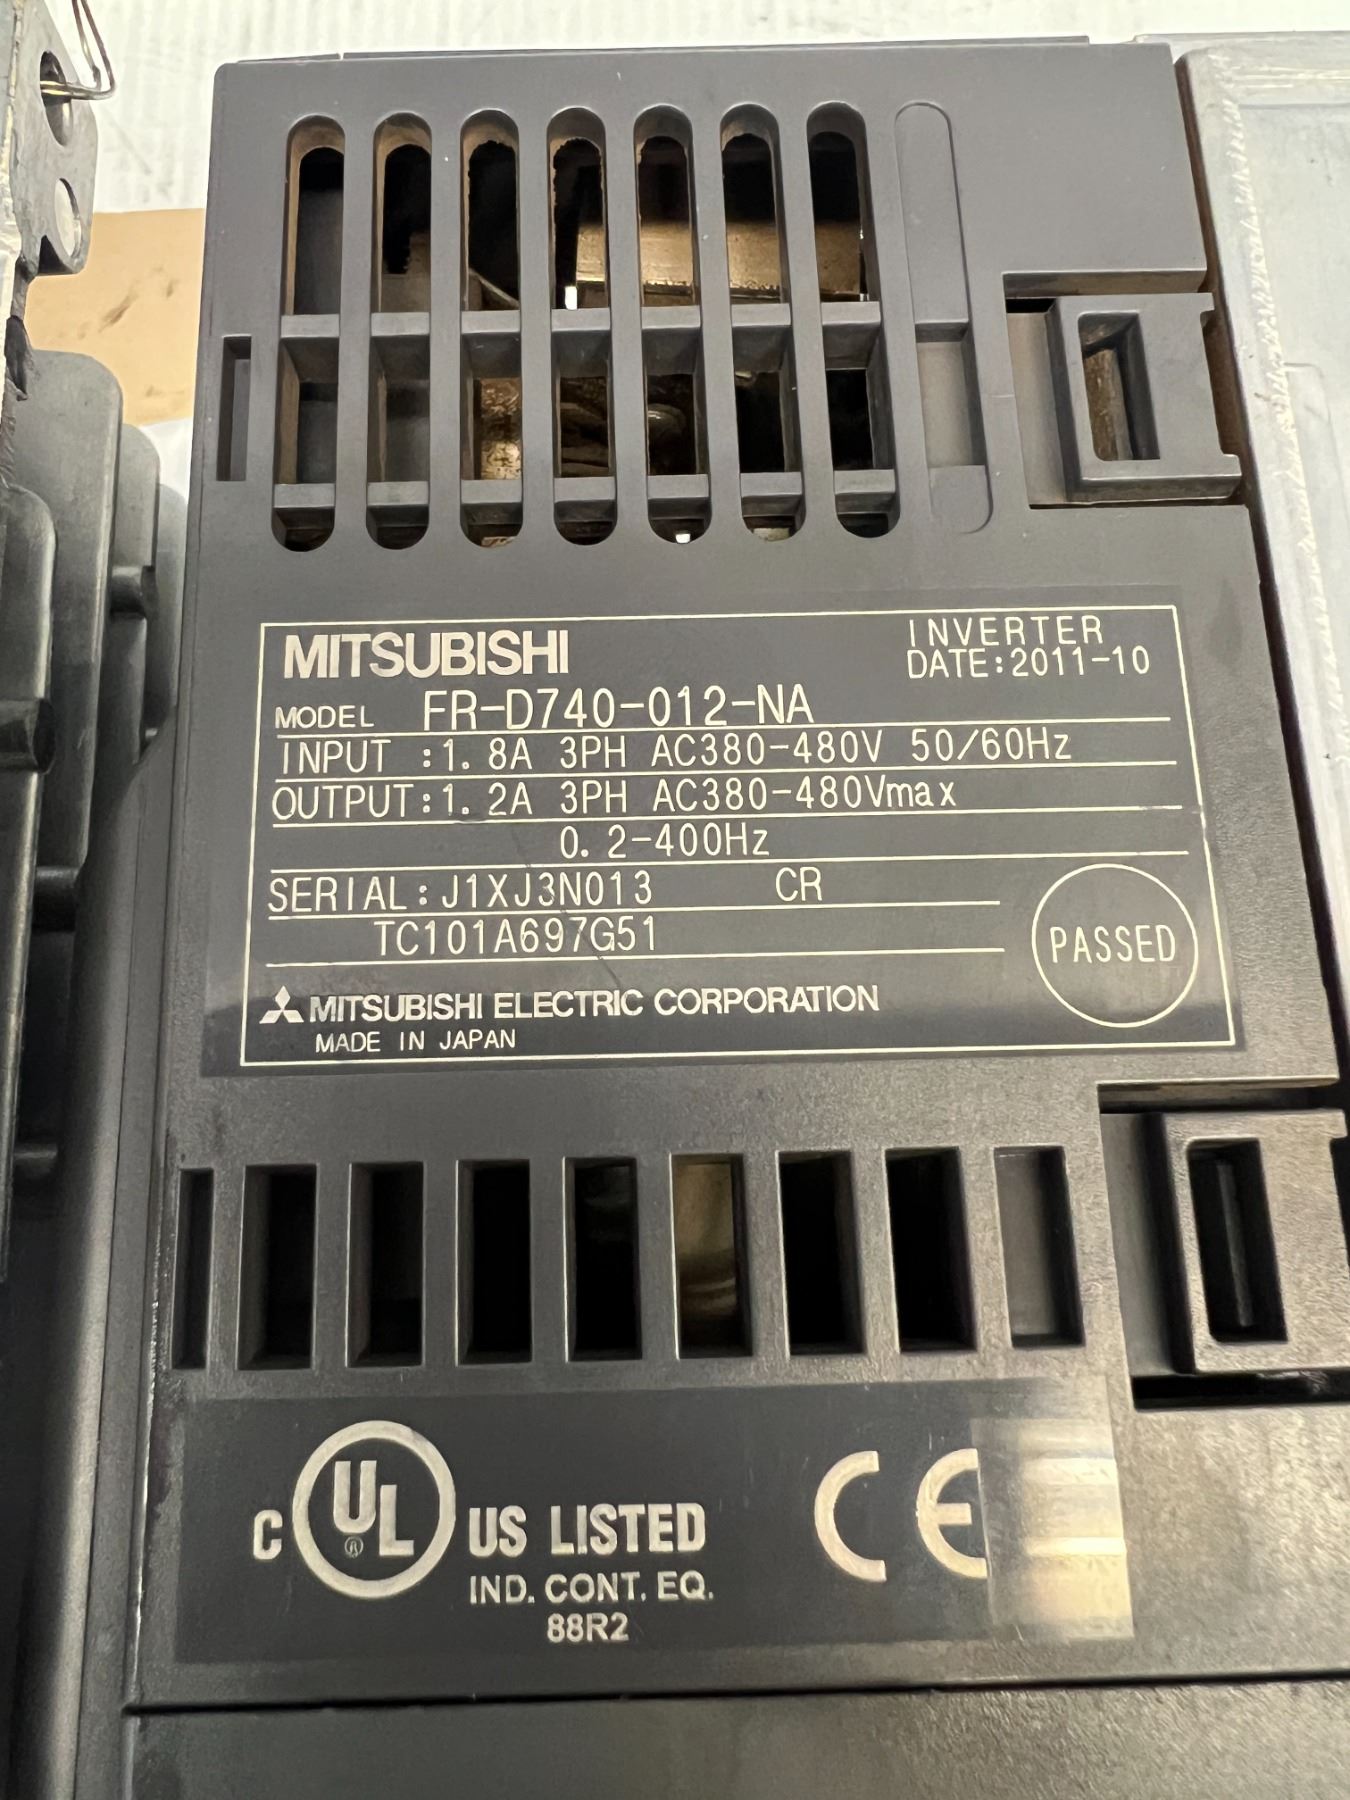 MITSUBISHI
INVERTER
DATE:2011-10
MODEL FR-D740-012-NA
INPUT :1.8A 3PH AC380-480V 50/60Hz
OUTPUT:1.2A 3PH AC380-480Vmax
0.2-400Hz
SERIAL:J1XJ3N013 CR
TC101A697G51
PASSED
MITSUBISHI ELECTRIC CORPORATION
MADE IN JAPAN
C UL® US LISTED
IND. CONT. EQ.
88R2
CE